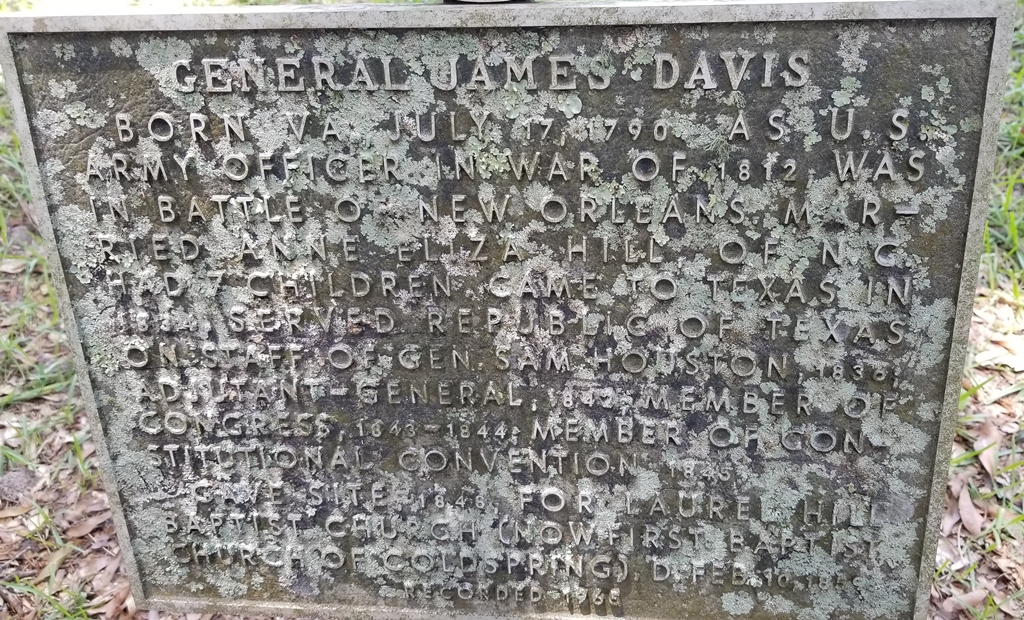 GENERAL JAMES DAVIS
BORN VA. JULY 17, 1790. AS U.S.
ARMY OFFICER IN WAR OF 1812, WAS
IN BATTLE OF NEW ORLEANS. MAR-
RIED ANNE ELIZA HILL OF N.C.
HAD 7 CHILDREN. CAME TO TEXAS IN
1834. SERVED REPUBLIC OF TEXAS
ON STAFF OF GEN. SAM HOUSTON, 1836;
ADJUTANT-GENERAL, 1842; MEMBER OF
CONGRESS, 1843-1844; MEMBER OF CON-
STITUTIONAL CONVENTION 1845.
GAVE SITE, 1848, FOR LAUREL HILL
BAPTIST CHURCH (NOW FIRST BAPTIST
CHURCH OF COLDSPRING). D. FEB. 10,
RECORDED 1968